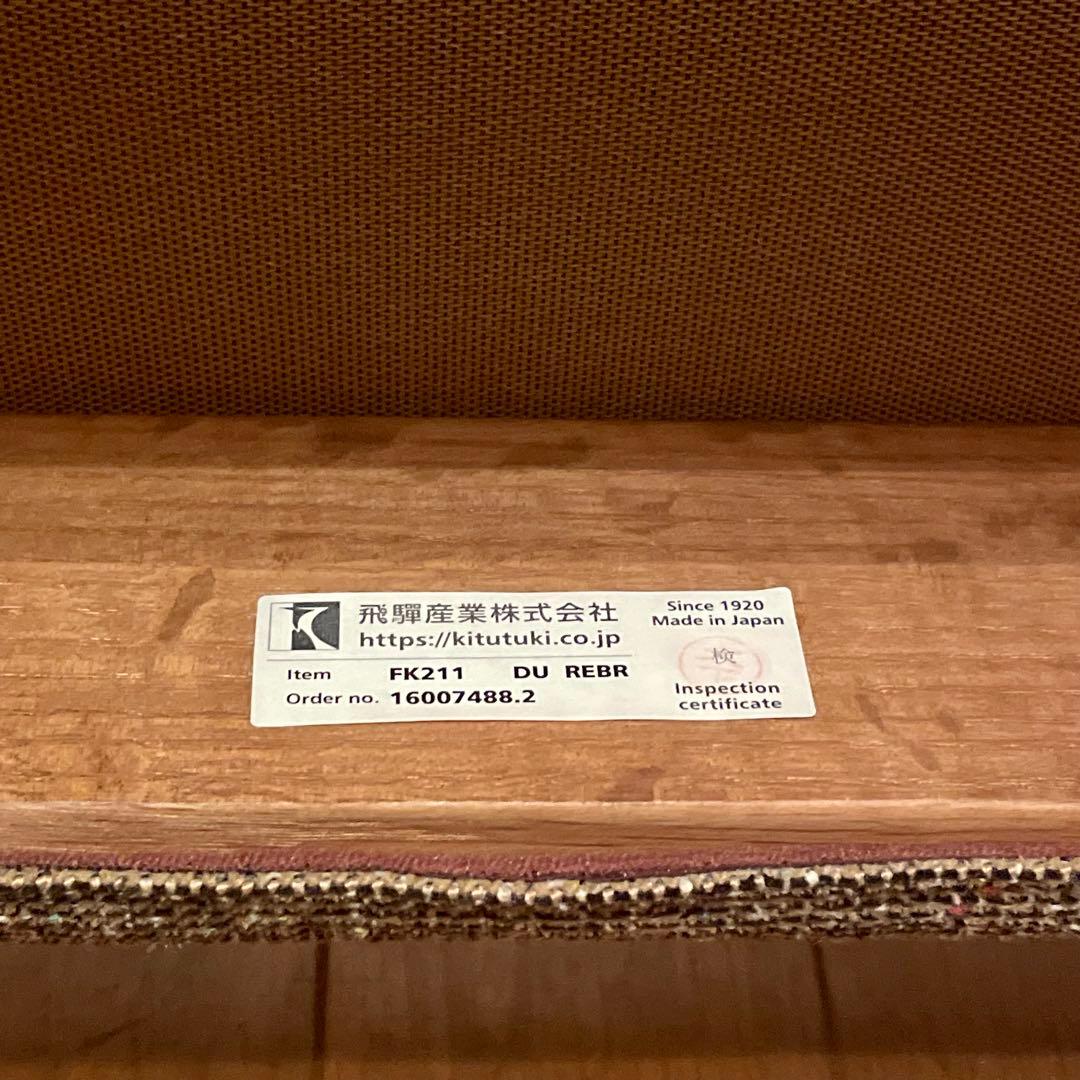 飛驒産業株式会社
https://kitutuki.co.jp
Item FK211 DU REBR
Order no. 16007488.2
Since 1920
Made in Japan
検
Inspection
certificate